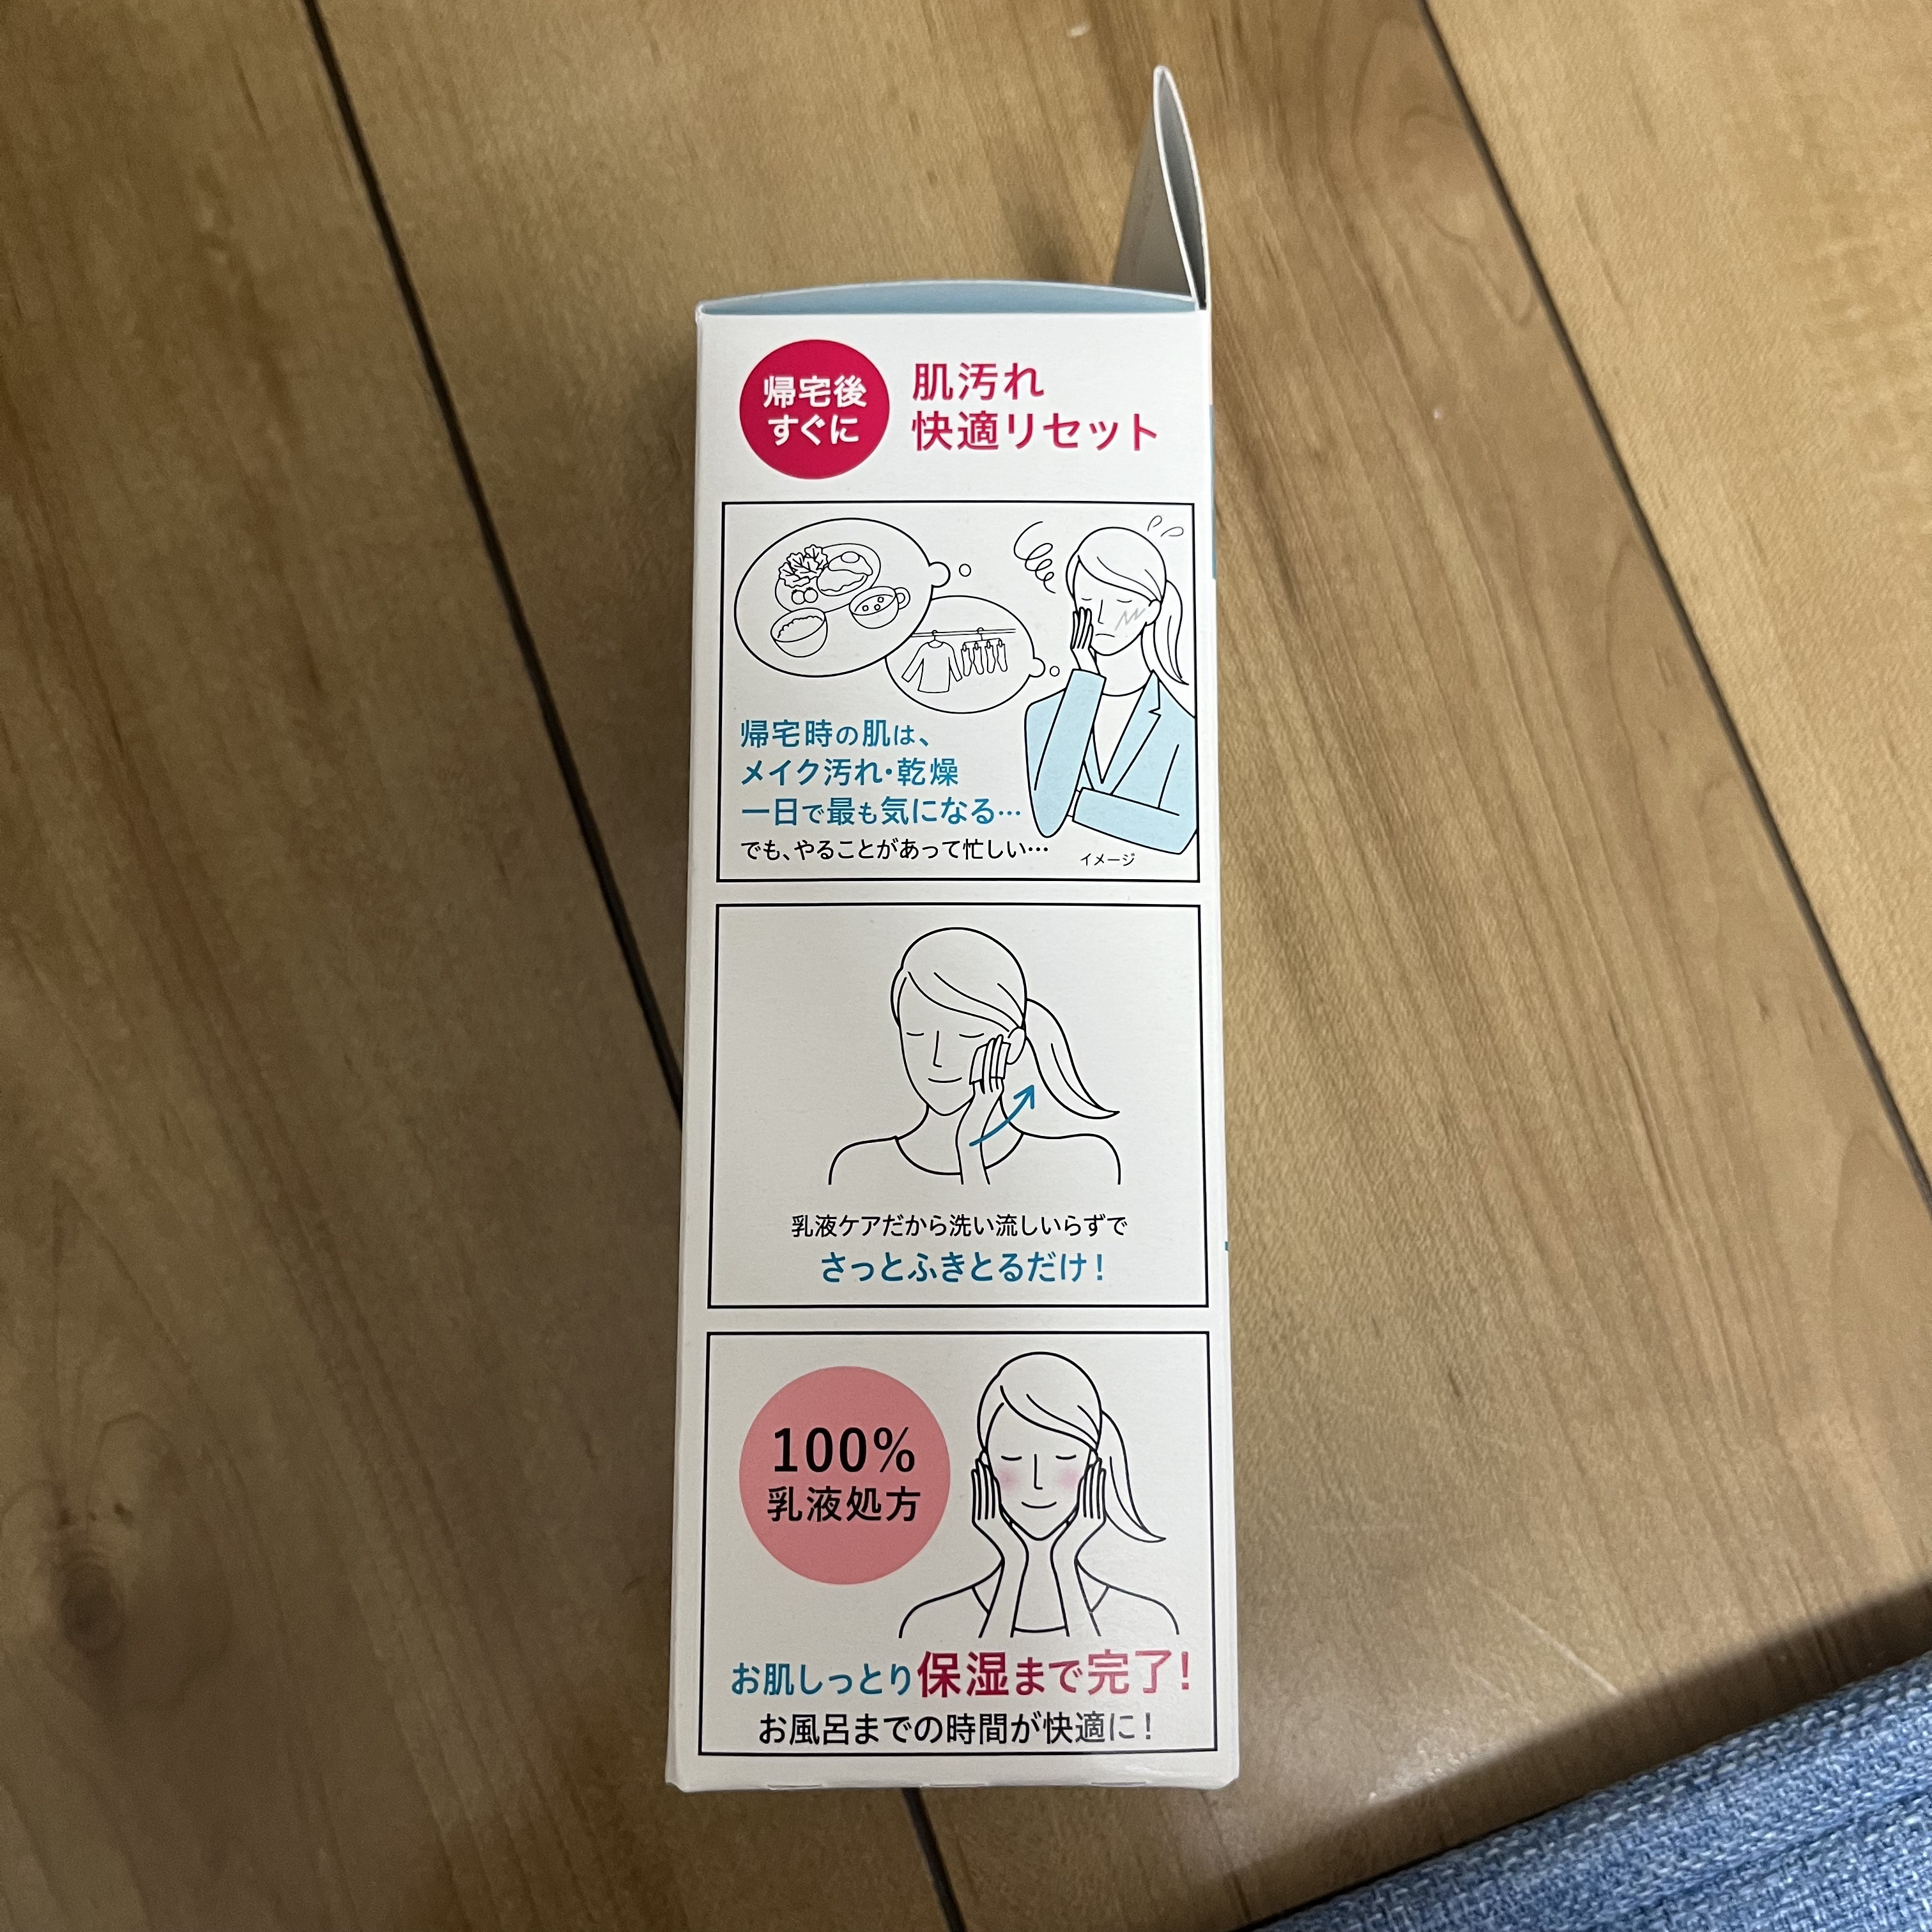 帰宅後
すぐに
肌汚れ
快適リセット
帰宅時の肌は、
メイク汚れ・乾燥
一日で最も気になる…
でも、やることがあって忙しい…
イメージ
乳液ケアだから洗い流しいらずで
さっとふきとるだけ！
100%
乳液処方
お肌しっとり保湿まで完了！
お風呂までの時間が快適に！